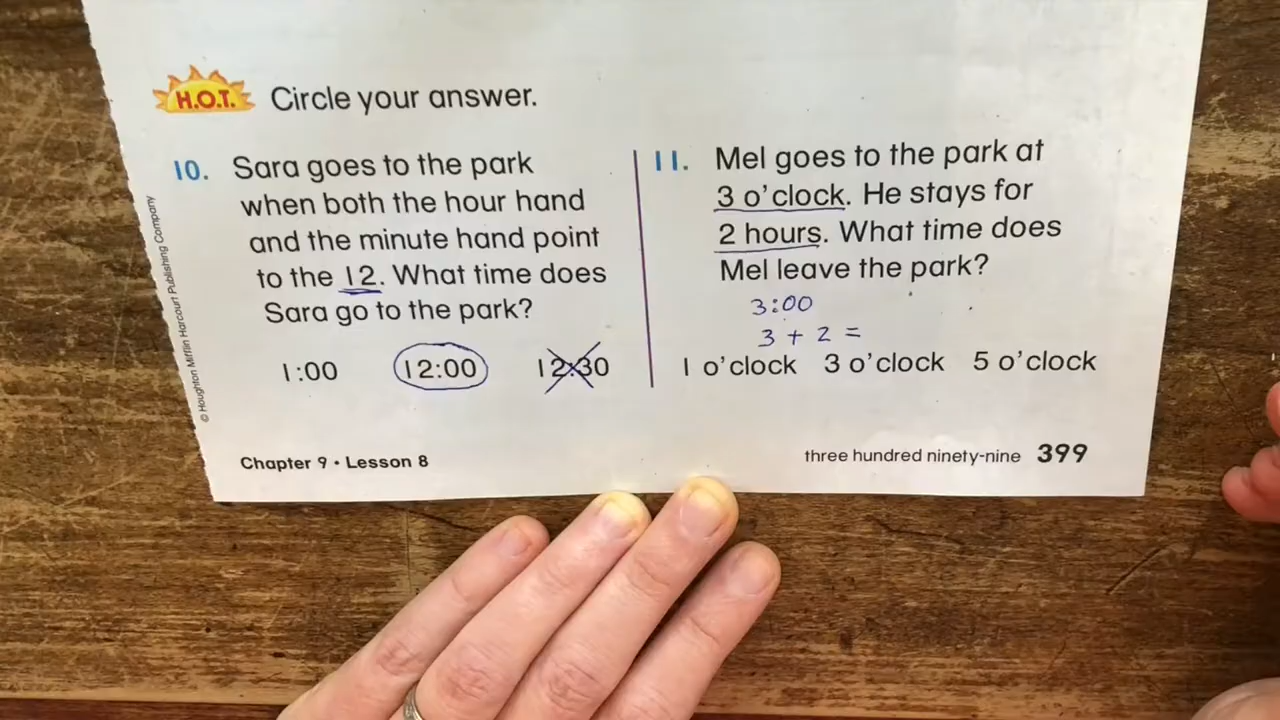 H.O.T. Circle your answer.
10. Sara goes to the park
when both the hour hand
and the minute hand point
to the 12. What time does
Sara go to the park?
1:00 12:00 12:30
11. Mel goes to the park at
3 o'clock. He stays for
2 hours. What time does
Mel leave the park?
3:00
3 + 2 =
1 o'clock 3 o'clock 5 o'clock
© Houghton Mifflin Harcourt Publishing Company
Chapter 9 • Lesson 8
three hundred ninety-nine 399